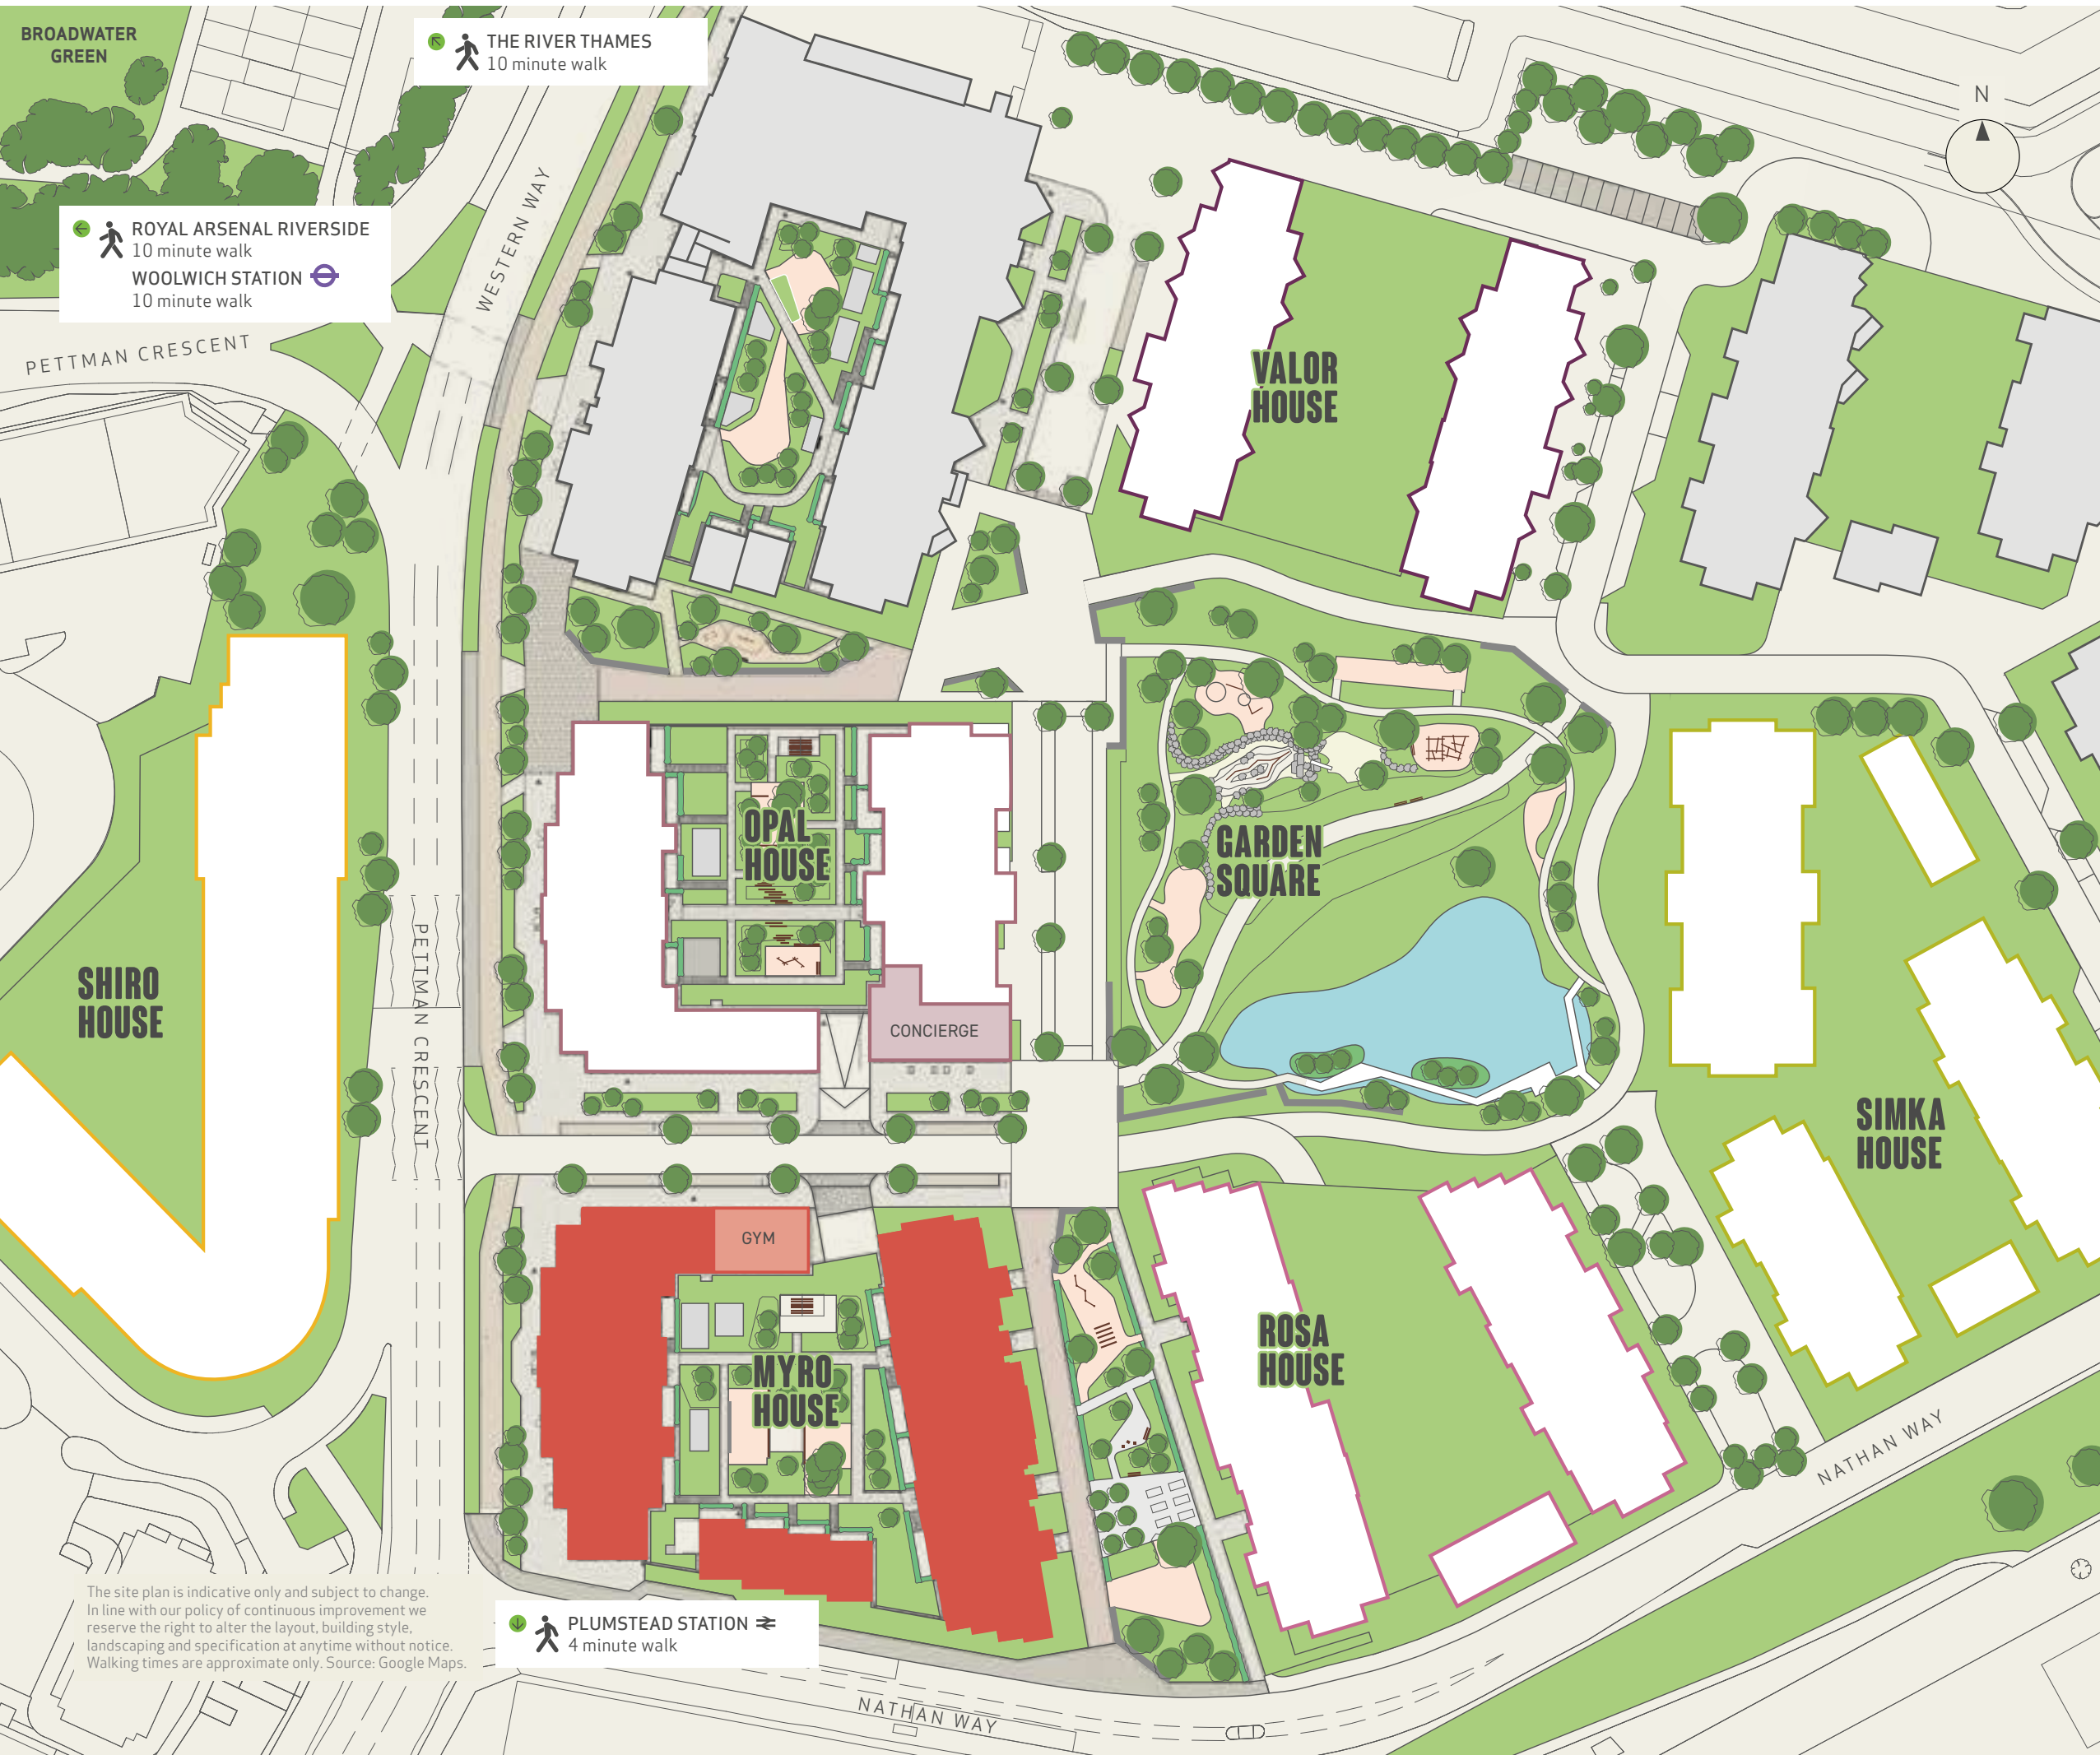 BROADWATER
GREEN
THE RIVER THAMES
10 minute walk
N
ROYAL ARSENAL RIVERSIDE
10 minute walk
WOOLWICH STATION
10 minute walk
WESTERN WAY
PETTMAN CRESCENT
VALOR
HOUSE
OPAL
HOUSE
GARDEN
SQUARE
SHIRO
HOUSE
PETTMAN CRESCENT
CONCIERGE
SIMKA
HOUSE
GYM
MYRO
HOUSE
ROSA
HOUSE
NATHAN WAY
The site plan is indicative only and subject to change.
In line with our policy of continuous improvement we
reserve the right to alter the layout, building style,
landscaping and specification at anytime without notice.
Walking times are approximate only. Source: Google Maps.
PLUMSTEAD STATION
4 minute walk
NATHAN WAY